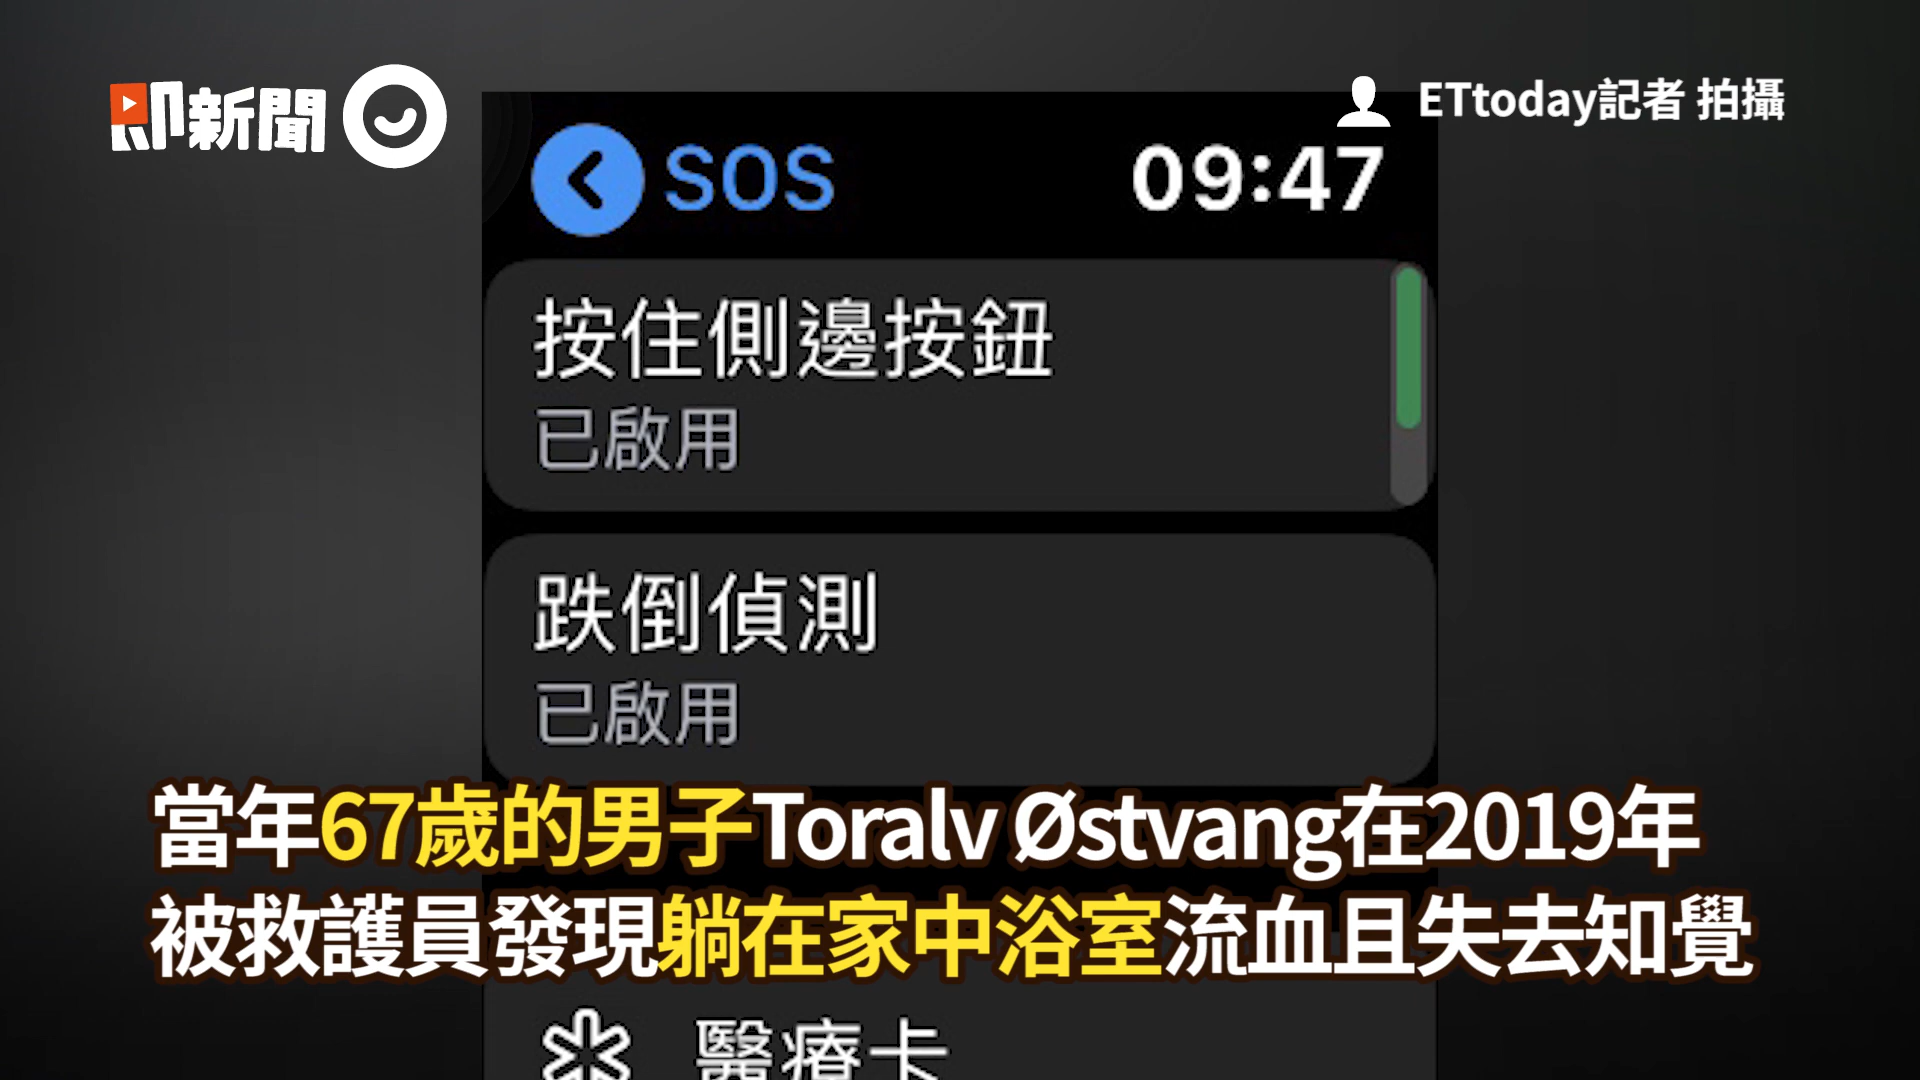 即新聞
ETtoday記者 拍攝
SOS
09:47
按住側邊按鈕
已啟用
跌倒偵測
已啟用
當年67歲的男子Toralv Østvang在2019年
被救護員發現躺在家中浴室流血且失去知覺
醫療卡